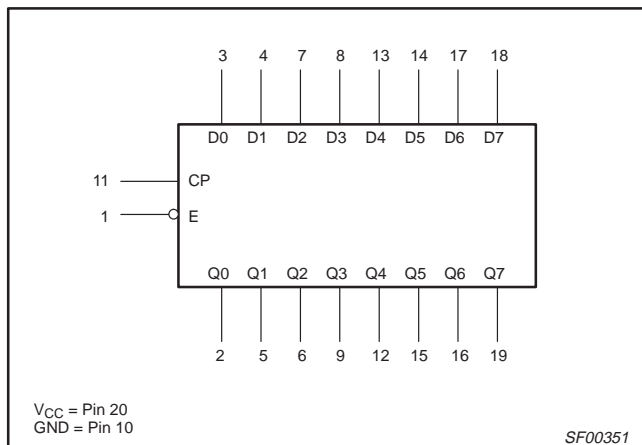 3 4 7 8 13 14 17 18
D0 D1 D2 D3 D4 D5 D6 D7
11 CP
1 E
Q0 Q1 Q2 Q3 Q4 Q5 Q6 Q7
2 5 6 9 12 15 16 19
VCC = Pin 20
GND = Pin 10
SF00351